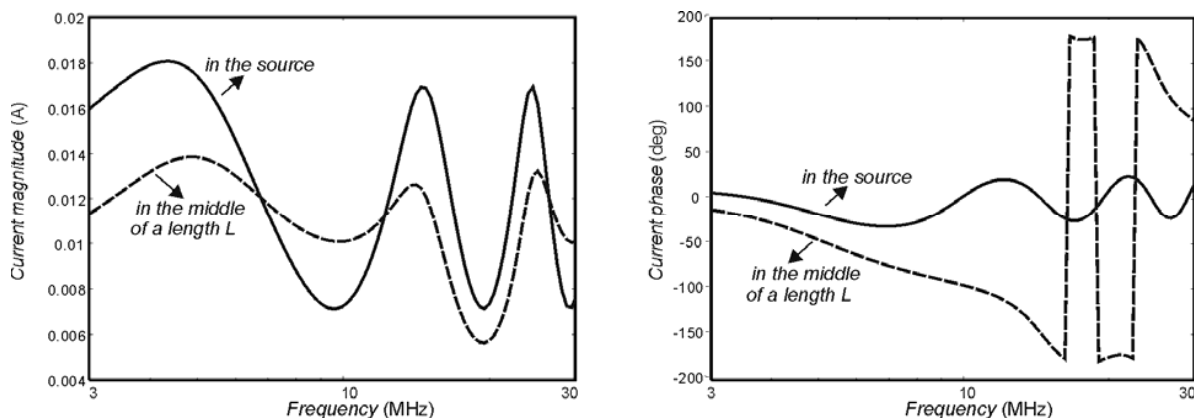 0.02
0.018
0.016
0.014
0.012
0.01
0.008
0.006
0.004
Current magnitude (A)
in the source
in the middle
of a length L
3
10
30
Frequency (MHz)
200
150
100
50
0
-50
-100
-150
-200
Current phase (deg)
in the source
in the middle
of a length L
3
10
30
Frequency (MHz)